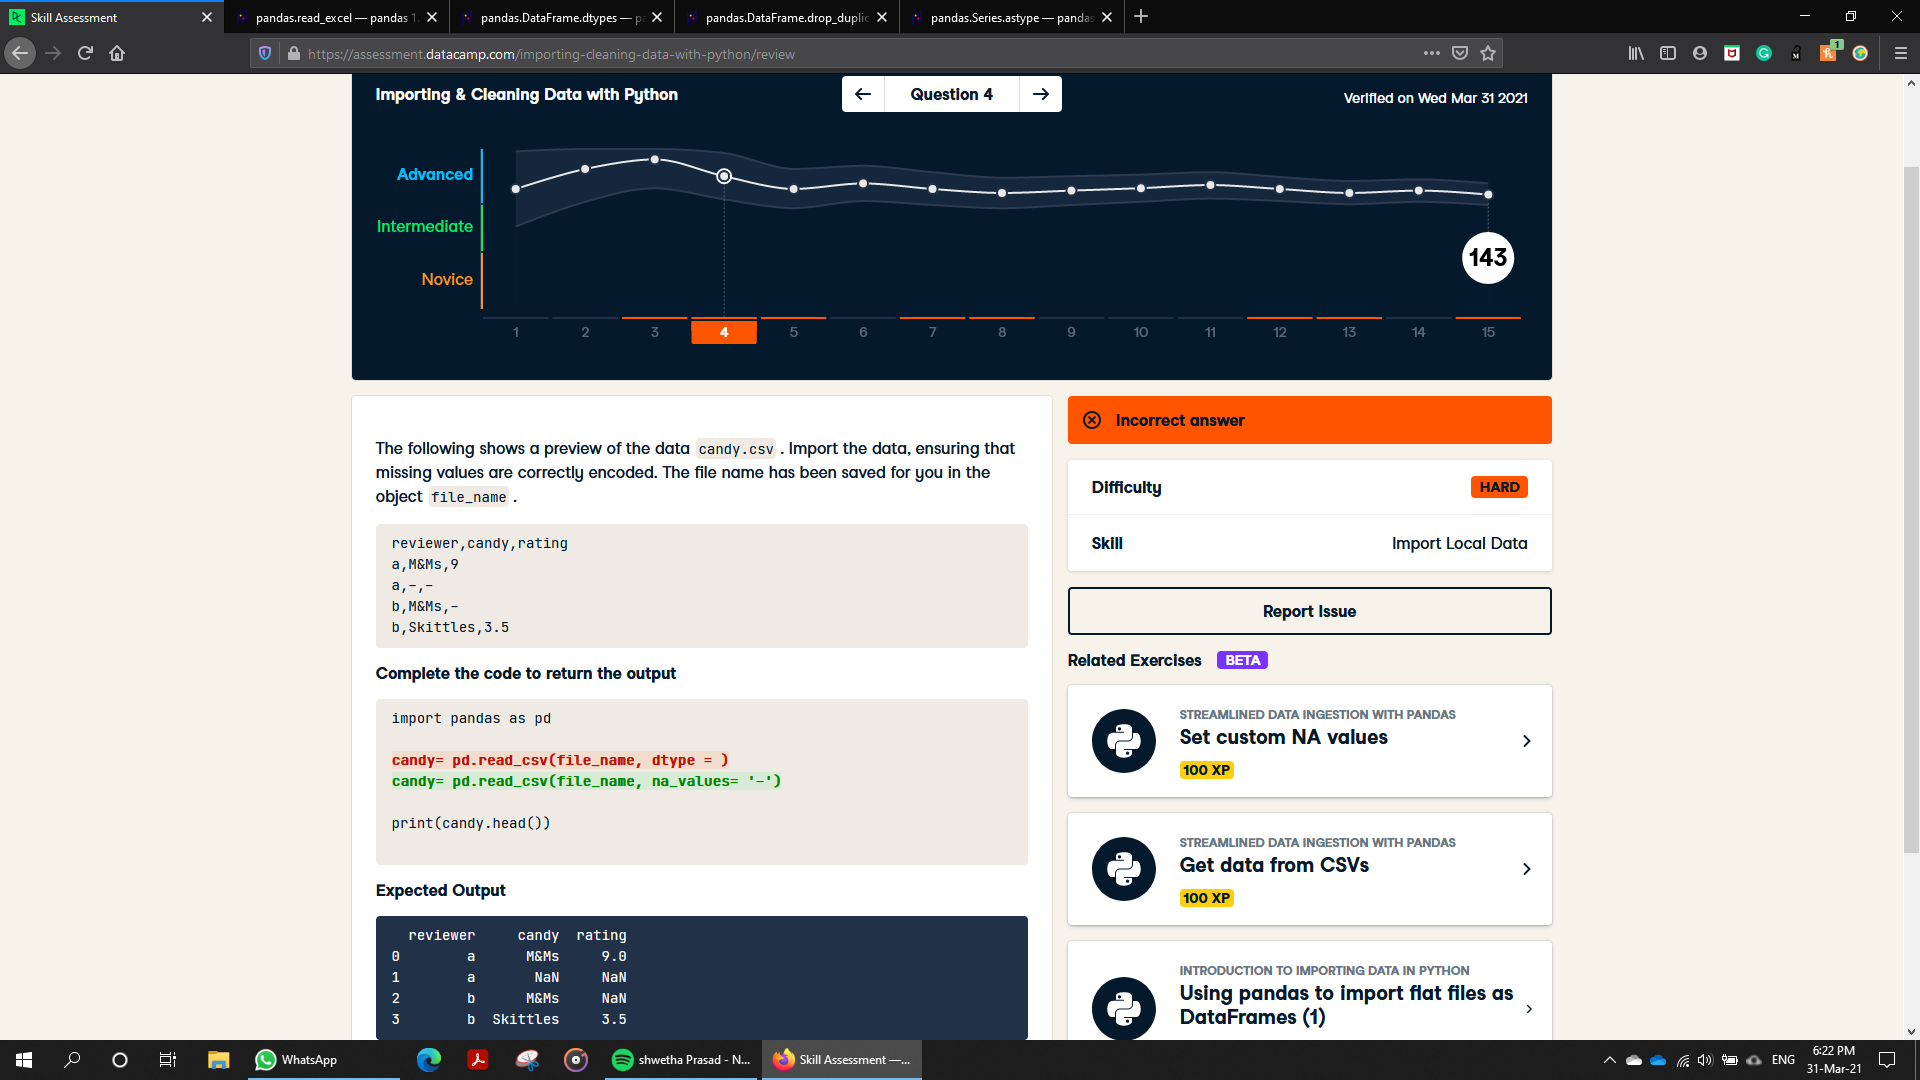 Skill Assessment
pandas.read_excel — pandas 1.
pandas.DataFrame.dtypes — p
pandas.DataFrame.drop_duplic
pandas.Series.astype — pandas
https://assessment.datacamp.com/importing-cleaning-data-with-python/review
1
Importing & Cleaning Data with Python
Question 4
Verified on Wed Mar 31 2021
Advanced
Intermediate
Novice
143
1 2 3 4 5 6 7 8 9 10 11 12 13 14 15
The following shows a preview of the data candy.csv . Import the data, ensuring that
missing values are correctly encoded. The file name has been saved for you in the
object file_name .
reviewer,candy,rating
a,M&Ms,9
a,-,-
b,M&Ms,-
b,Skittles,3.5
Complete the code to return the output
import pandas as pd
candy= pd.read_csv(file_name, dtype = )
candy= pd.read_csv(file_name, na_values= '-')
print(candy.head())
Expected Output
reviewer candy rating
0 a M&Ms 9.0
1 a NaN NaN
2 b M&Ms NaN
3 b Skittles 3.5
Incorrect answer
Difficulty
HARD
Skill
Import Local Data
Report Issue
Related Exercises BETA
STREAMLINED DATA INGESTION WITH PANDAS
Set custom NA values
100 XP
STREAMLINED DATA INGESTION WITH PANDAS
Get data from CSVs
100 XP
INTRODUCTION TO IMPORTING DATA IN PYTHON
Using pandas to import flat files as
DataFrames (1)
WhatsApp
shwetha Prasad - N...
Skill Assessment —...
ENG
6:22 PM
31-Mar-21